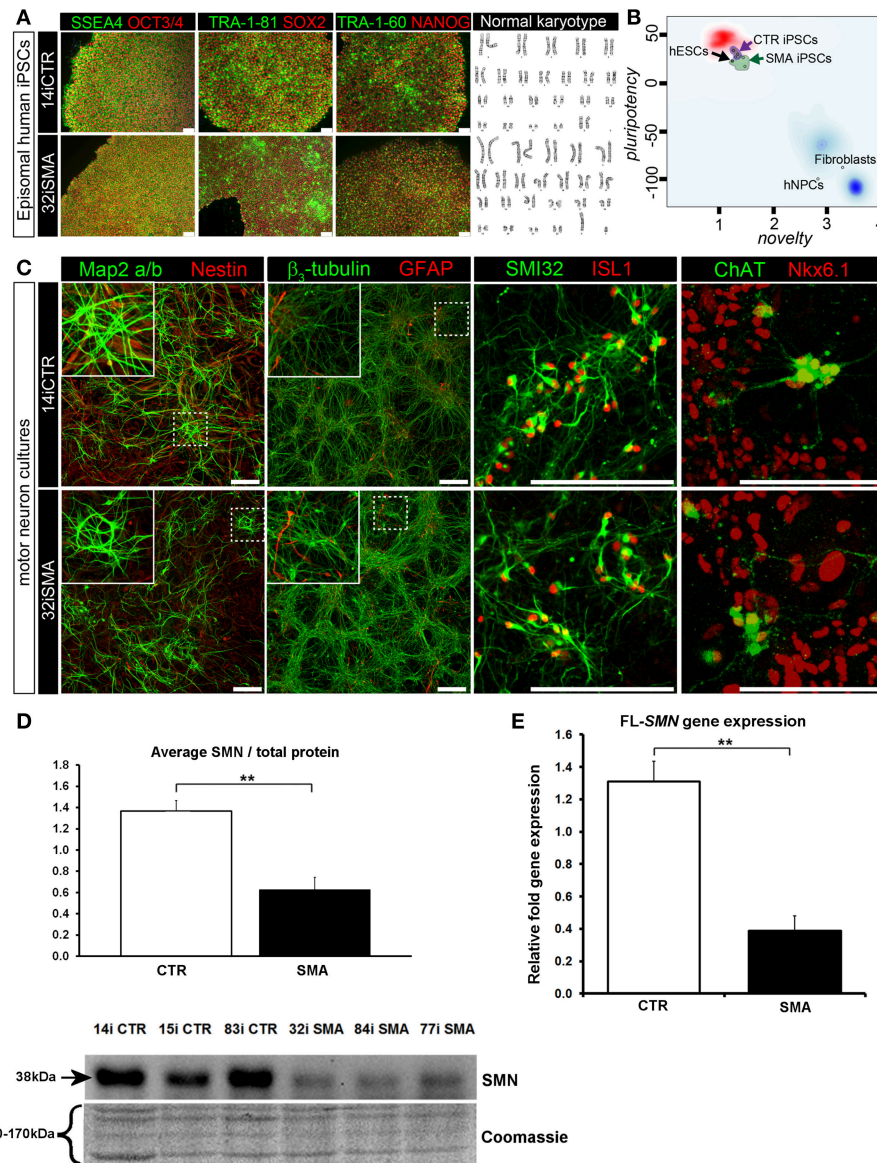 A
SSEA4 OCT3/4
TRA-1-81 SOX2
TRA-1-60 NANOG
Normal karyotype
Episomal human iPSCs
14iCTR
32iSMA
B
pluripotency
50
0
-50
-100
hESCs
CTR iPSCs
SMA iPSCs
Fibroblasts
hNPCs
1
2
3
4
novelty
C
Map2 a/b Nestin
β3-tubulin GFAP
SMI32 ISL1
ChAT Nkx6.1
motor neuron cultures
14iCTR
32iSMA
D
Average SMN / total protein
1.8
1.6
1.4
1.2
1.0
0.8
0.6
0.4
0.2
0.0
**
CTR
SMA
14i CTR 15i CTR 83i CTR 32i SMA 84i SMA 77i SMA
38kDa
SMN
0-170kDa
Coomassie
E
FL-SMN gene expression
Relative fold gene expression
1.6
1.4
1.2
1.0
0.8
0.6
0.4
0.2
0.0
**
CTR
SMA